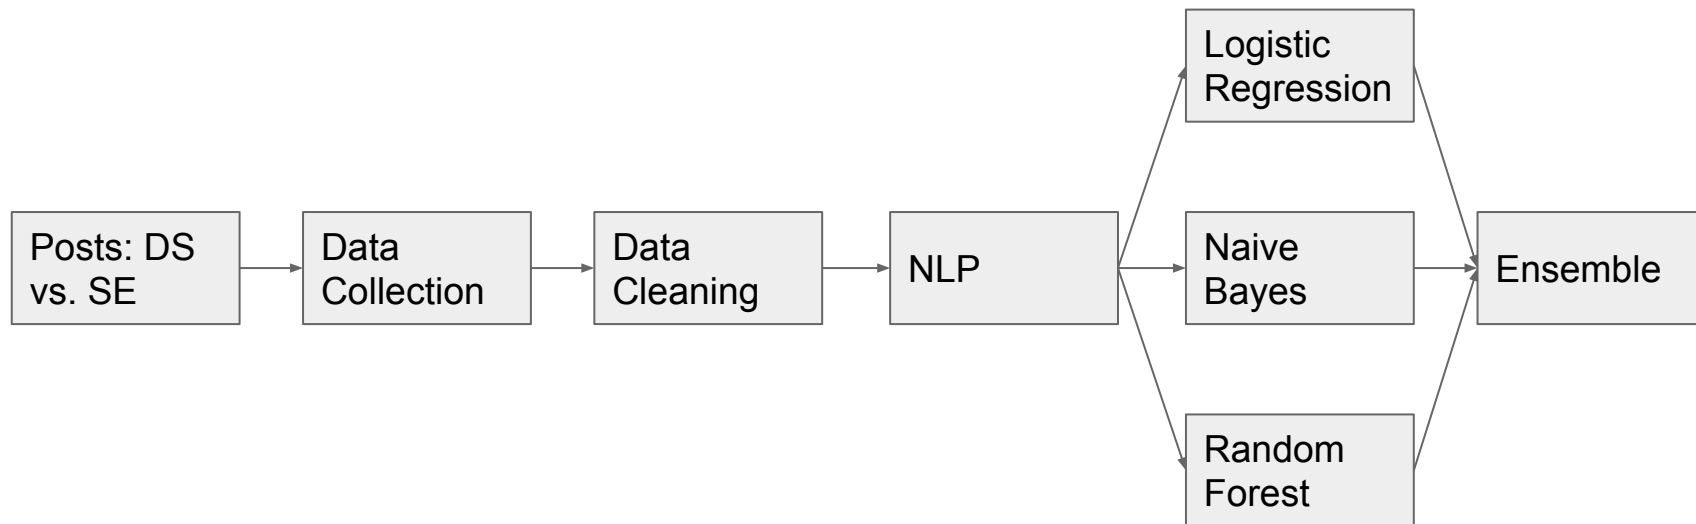 Posts: DS
vs. SE
Data
Collection
Data
Cleaning
NLP
Logistic
Regression
Naive
Bayes
Random
Forest
Ensemble